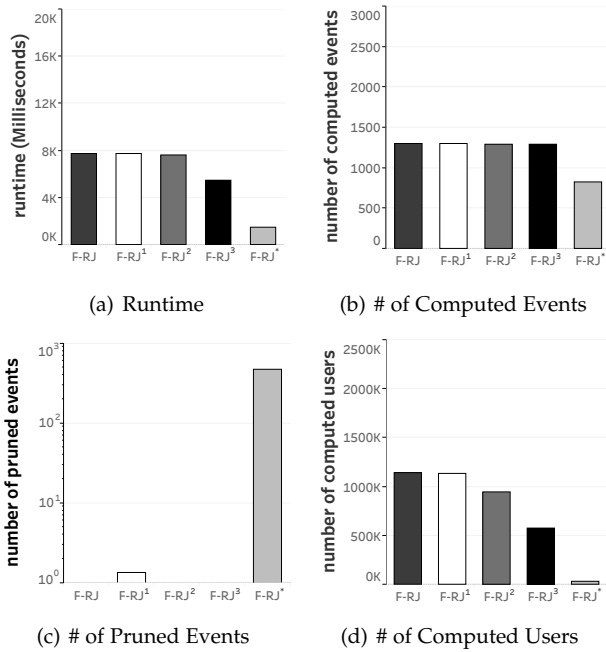 runtime (Milliseconds)
20K
16K
12K
8K
4K
0K
F-RJ F-RJ¹ F-RJ² F-RJ³ F-RJ*
(a) Runtime
number of computed events
3000
2500
2000
1500
1000
500
0
F-RJ F-RJ¹ F-RJ² F-RJ³ F-RJ*
(b) # of Computed Events
number of pruned events
10³
10²
10¹
10⁰
F-RJ F-RJ¹ F-RJ² F-RJ³ F-RJ*
(c) # of Pruned Events
number of computed users
2500K
2000K
1500K
1000K
500K
0K
F-RJ F-RJ¹ F-RJ² F-RJ³ F-RJ*
(d) # of Computed Users